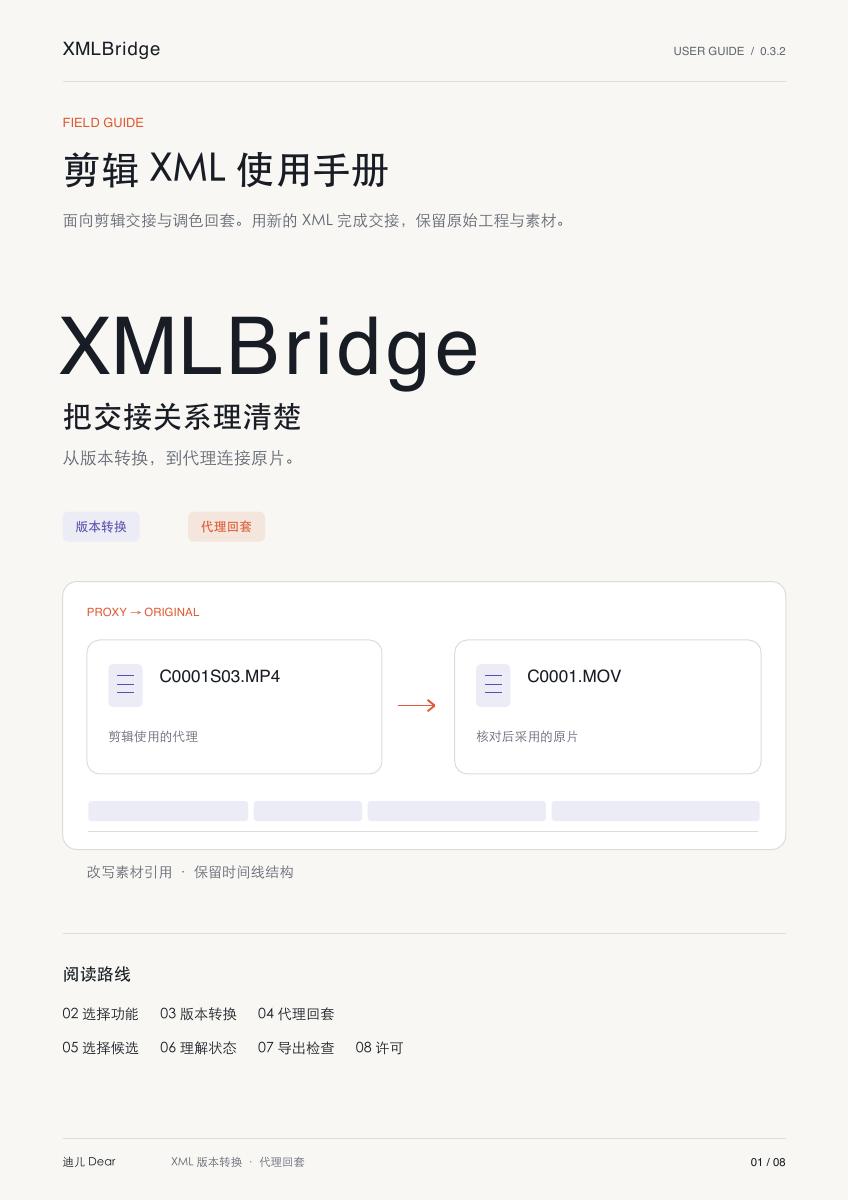 XMLBridge
USER GUIDE / 0.3.2
FIELD GUIDE
剪辑 XML 使用手册
面向剪辑交接与调色回套。用新的 XML 完成交接，保留原始工程与素材。
XMLBridge
把交接关系理清楚
从版本转换，到代理连接原片。
版本转换
代理回套
PROXY → ORIGINAL
C0001S03.MP4
剪辑使用的代理
C0001.MOV
核对后采用的原片
改写素材引用 · 保留时间线结构
阅读路线
02 选择功能 03 版本转换 04 代理回套
05 选择候选 06 理解状态 07 导出检查 08 许可
迪儿 Dear
XML 版本转换 · 代理回套
01 / 08